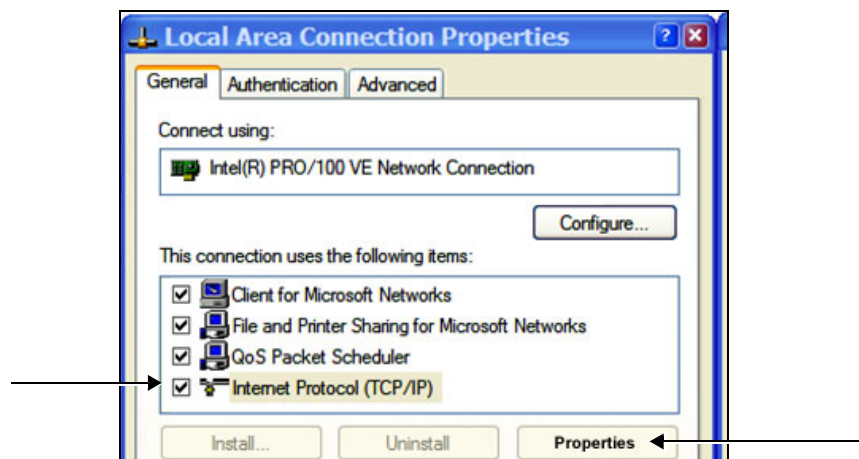 Local Area Connection Properties
General Authentication Advanced
Connect using:
Intel(R) PRO/100 VE Network Connection
Configure...
This connection uses the following items:
Client for Microsoft Networks
File and Printer Sharing for Microsoft Networks
QoS Packet Scheduler
Internet Protocol (TCP/IP)
Install... Uninstall Properties